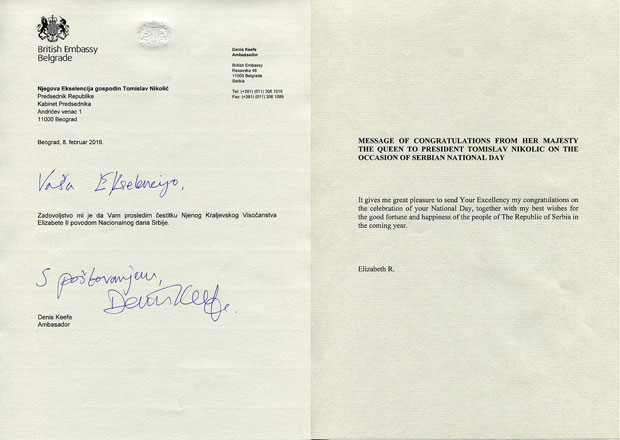 British Embassy
Belgrade
Denis Keefe
Ambassador
British Embassy
Resavska 46
11000 Belgrade
Serbia
Tel: (+381) (011) 306 1016
Fax: (+381) (011) 306 1089
Njegova Ekselencija gospodin Tomislav Nikolić
Predsednik Republike
Kabinet Predsednika
Andrićev venac 1
11000 Beograd
Beograd, 8. februar 2016.
Vaša Ekselencijo,
Zadovoljstvo mi je da Vam prosledim čestitku Njenog Kraljevskog Visočanstva
Elizabete II povodom Nacionalnog dana Srbije.
S poštovanjem,
Denis Keefe
Denis Keefe
Ambasador
MESSAGE OF CONGRATULATIONS FROM HER MAJESTY
THE QUEEN TO PRESIDENT TOMISLAV NIKOLIC ON THE
OCCASION OF SERBIAN NATIONAL DAY
It gives me great pleasure to send Your Excellency my congratulations
on the celebration of your National Day, together with my best wishes for
the good fortune and happiness of the people of The Republic of Serbia in
the coming year.
Elizabeth R.